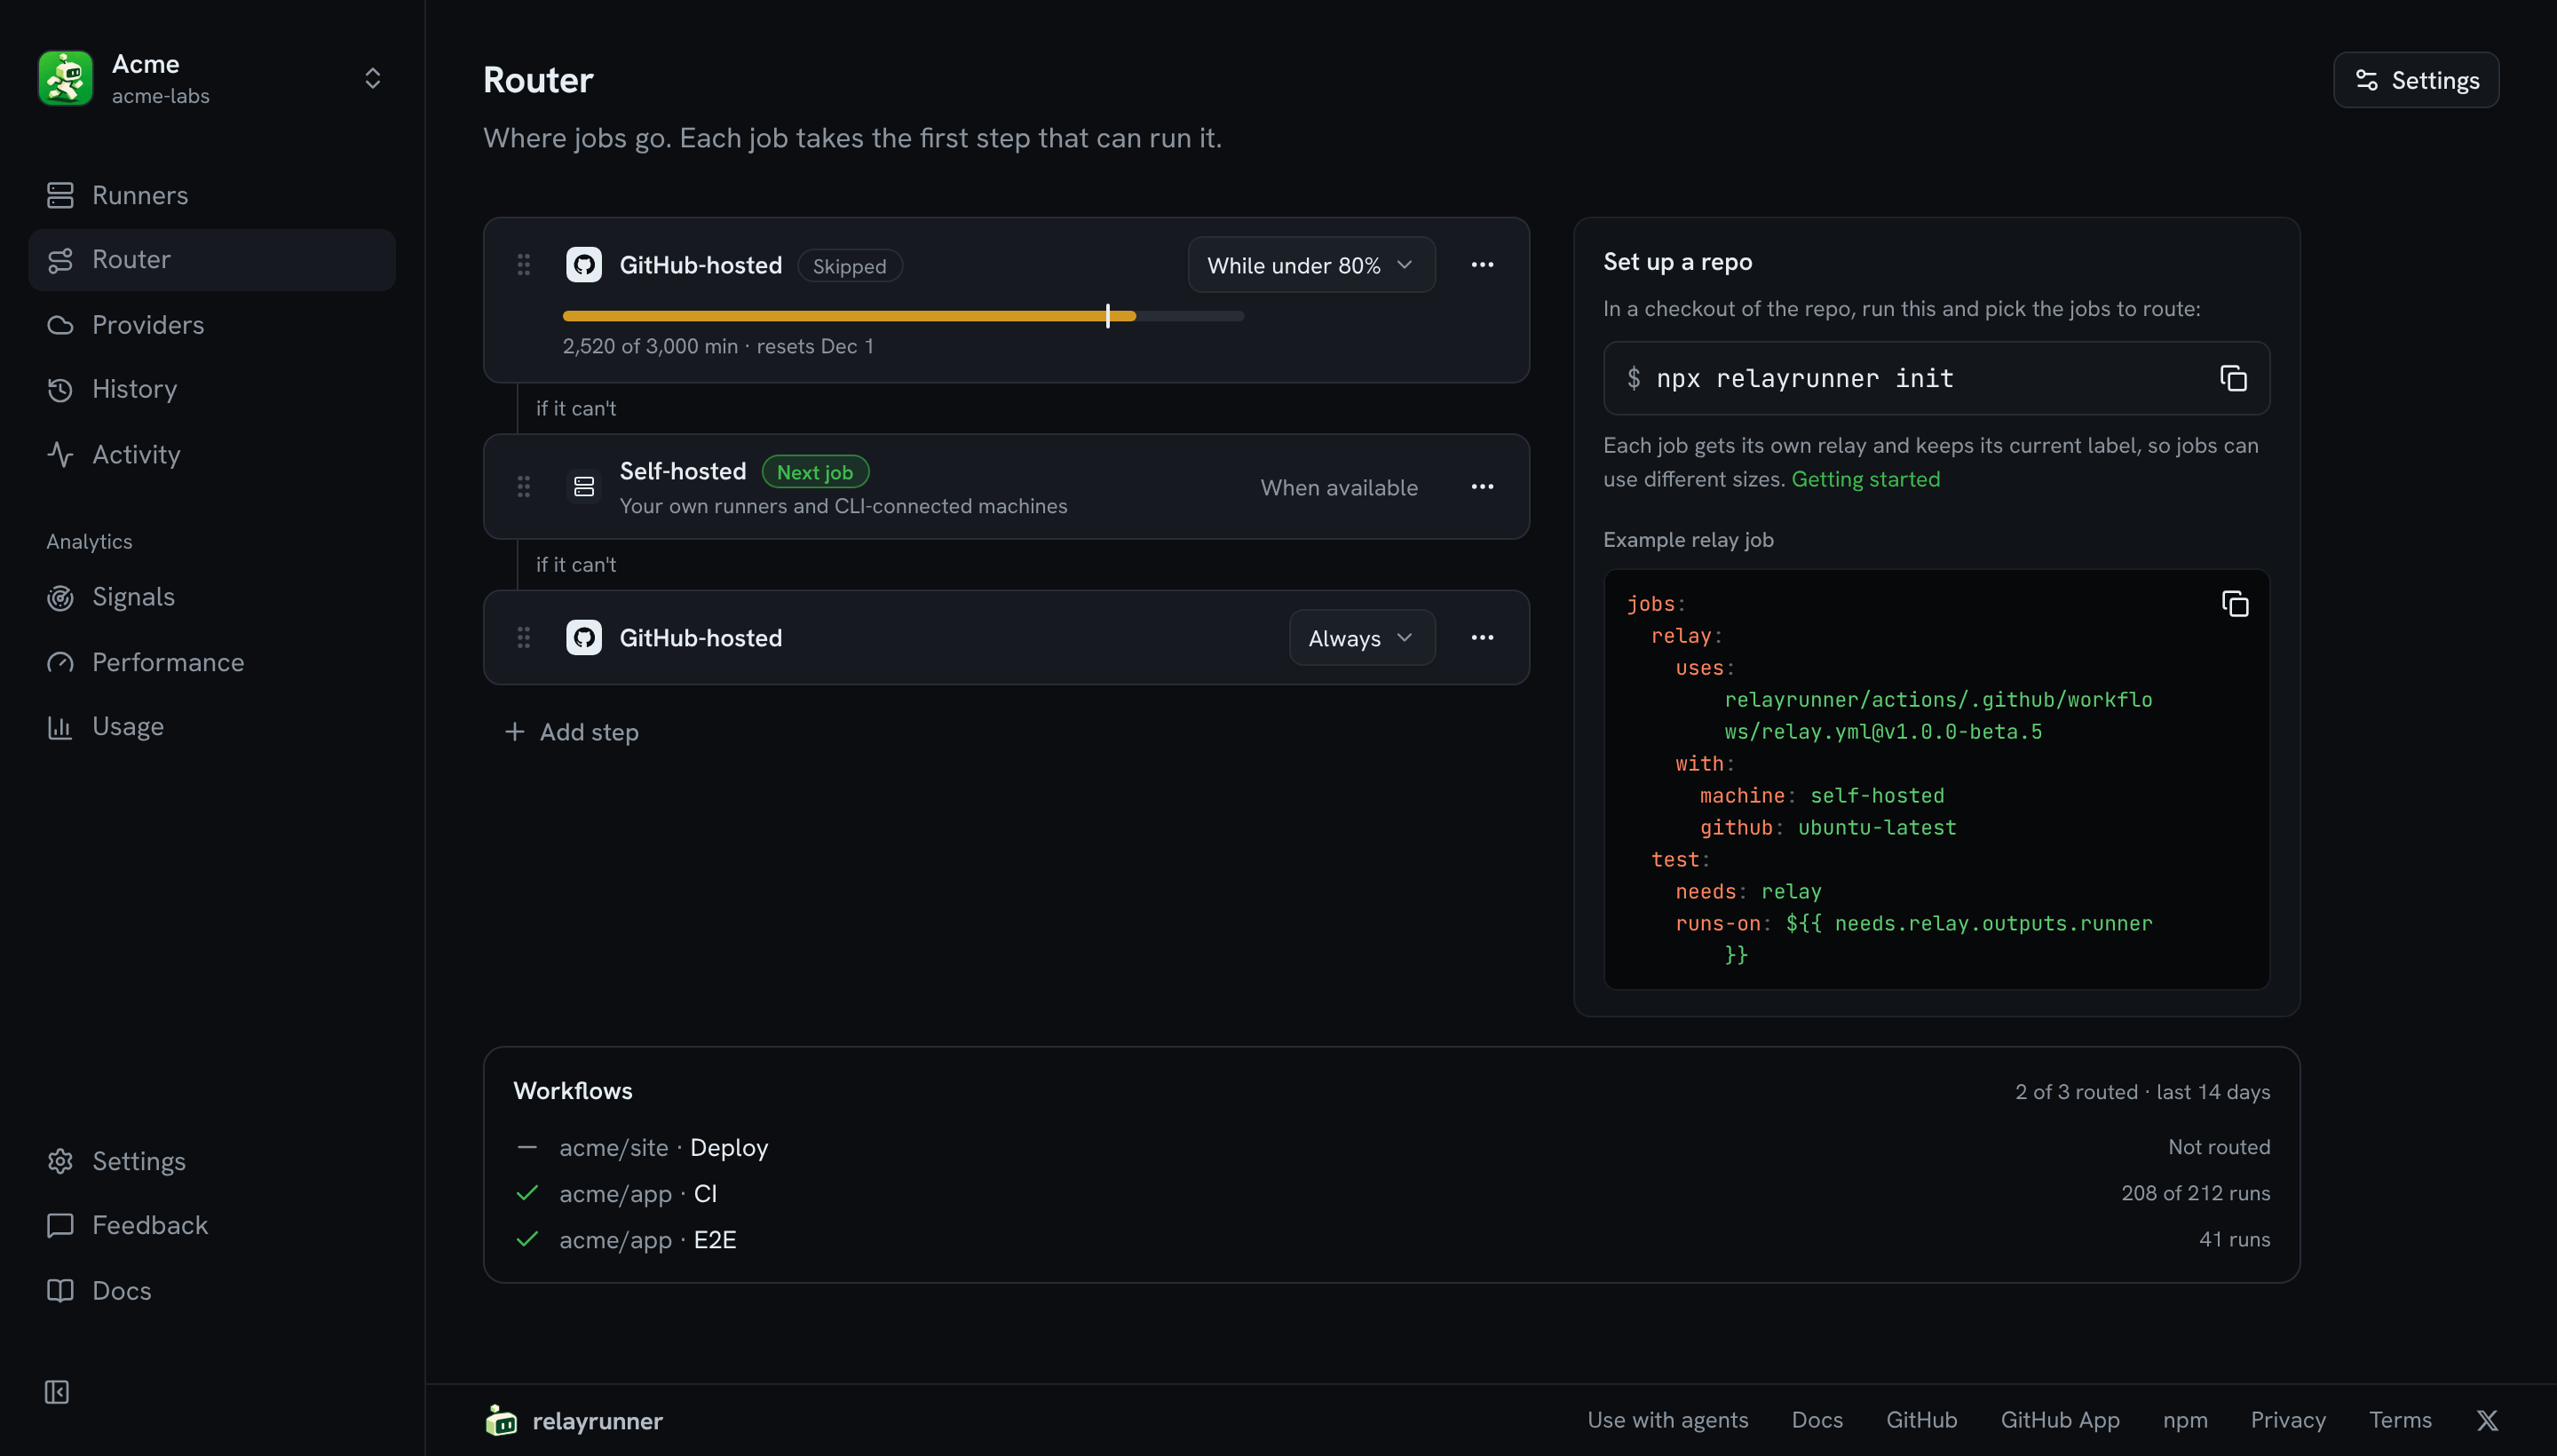 Acme
acme-labs
Runners
Router
Providers
History
Activity
Analytics
Signals
Performance
Usage
Settings
Feedback
Docs
Router
Settings
Where jobs go. Each job takes the first step that can run it.
GitHub-hosted
Skipped
While under 80%
2,520 of 3,000 min · resets Dec 1
if it can't
Self-hosted
Next job
Your own runners and CLI-connected machines
When available
if it can't
GitHub-hosted
Always
+ Add step
Set up a repo
In a checkout of the repo, run this and pick the jobs to route:
$ npx relayrunner init
Each job gets its own relay and keeps its current label, so jobs can
use different sizes. Getting started
Example relay job
jobs:
relay:
uses:
relayrunner/actions/.github/workflo
ws/relay.yml@v1.0.0-beta.5
with:
machine: self-hosted
github: ubuntu-latest
test:
needs: relay
runs-on: ${{ needs.relay.outputs.runner
}}
Workflows
2 of 3 routed · last 14 days
acme/site · Deploy
Not routed
acme/app · CI
208 of 212 runs
acme/app · E2E
41 runs
relayrunner
Use with agents
Docs
GitHub
GitHub App
npm
Privacy
Terms